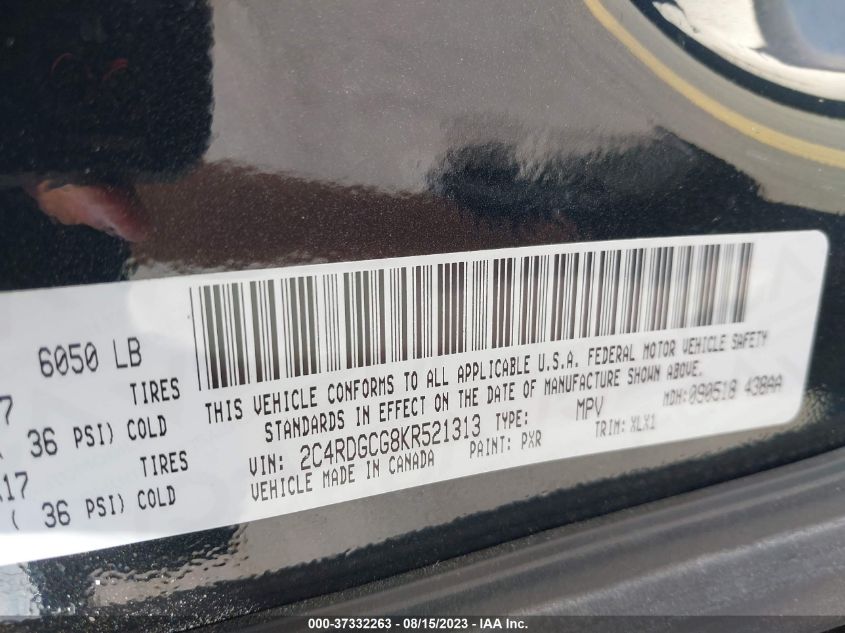 6050 LB
7 TIRES
36 PSI) COLD
17 TIRES
( 36 PSI) COLD
THIS VEHICLE CONFORMS TO ALL APPLICABLE U.S.A. FEDERAL MOTOR VEHICLE SAFETY
STANDARDS IN EFFECT ON THE DATE OF MANUFACTURE SHOWN ABOVE.
VIN: 2C4RDGCG8KR521313 TYPE: MPV MDH:090518 438AA
VEHICLE MADE IN CANADA PAINT: PXR TRIM: XLX1
000-37332263 - 08/15/2023 - IAA Inc.